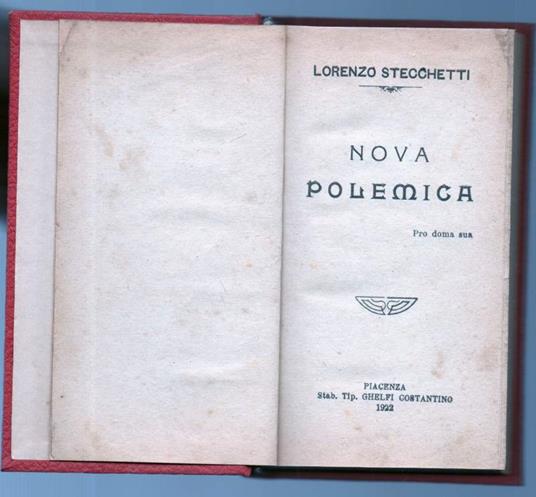 LORENZO STECCHETTI
NOVA
POLEMICA
Pro doma sua
PIACENZA
Stab. Tip. GHELFI COSTANTINO
1922